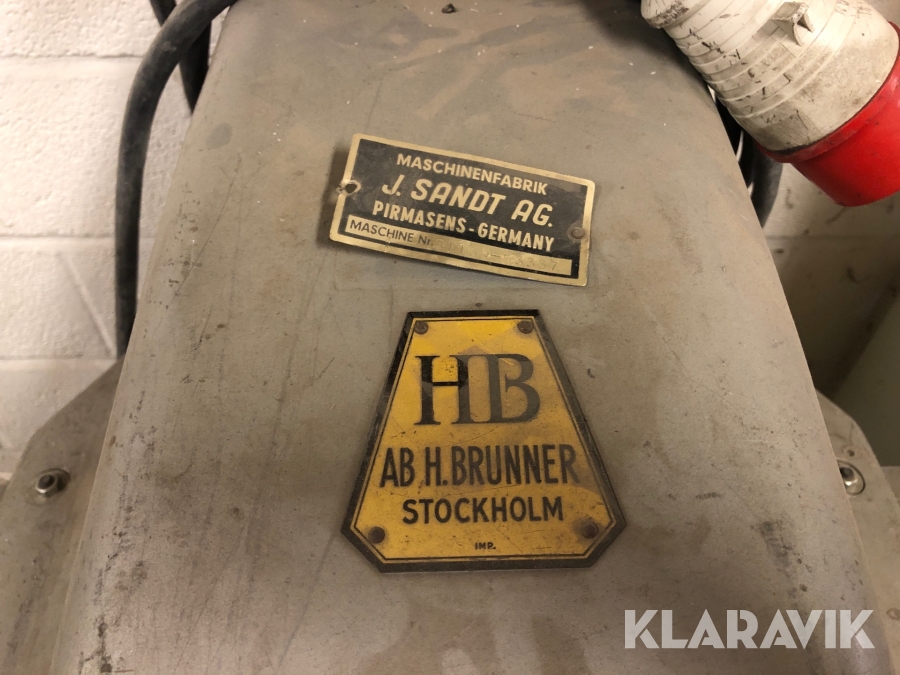 MASCHINENFABRIK
J. SANDT AG.
PIRMASENS-GERMANY
MASCHINE Nr.
HB
AB H.BRUNNER
STOCKHOLM
IMP.
KLARAVIK